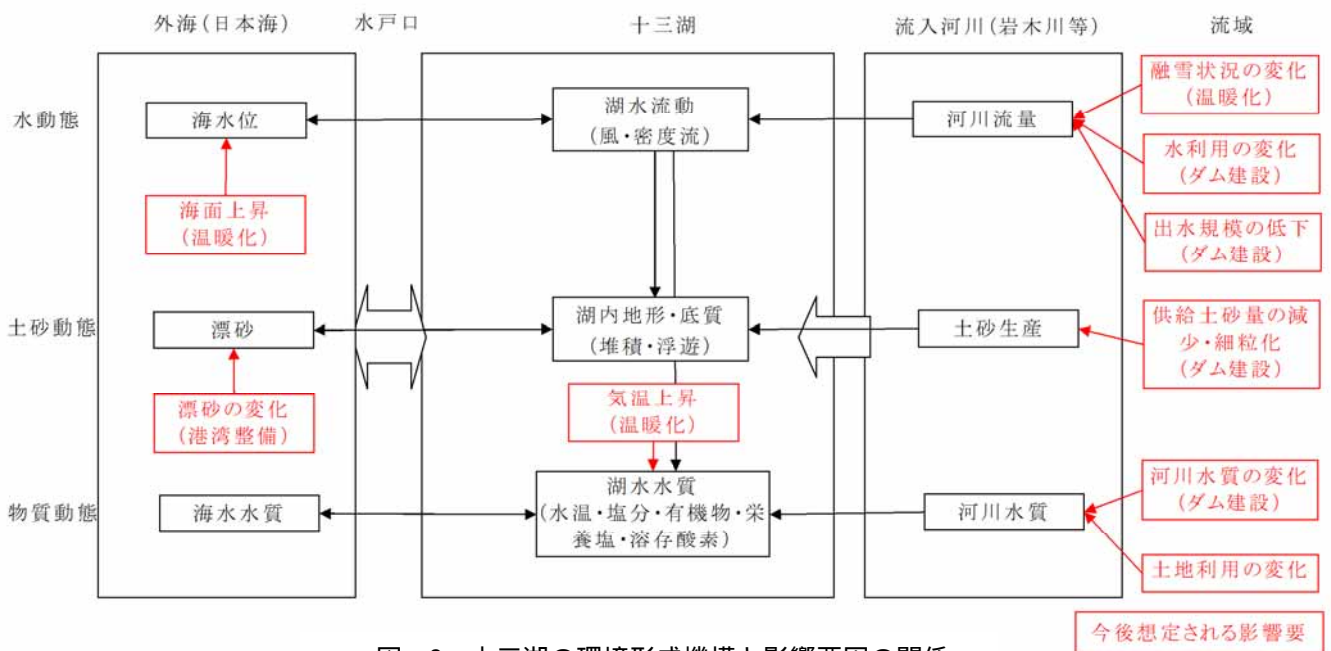 外海(日本海)
水戸口
十三湖
流入河川(岩木川等)
流域
水動態
海水位
湖水流動
(風・密度流)
河川流量
融雪状況の変化
(温暖化)
水利用の変化
(ダム建設)
海面上昇
(温暖化)
出水規模の低下
(ダム建設)
土砂動態
漂砂
湖内地形・底質
(堆積・浮遊)
土砂生産
供給土砂量の減
少・細粒化
(ダム建設)
漂砂の変化
(港湾整備)
気温上昇
(温暖化)
物質動態
海水水質
湖水水質
(水温・塩分・有機物・栄
養塩・溶存酸素)
河川水質
河川水質の変化
(ダム建設)
土地利用の変化
今後想定される影響要